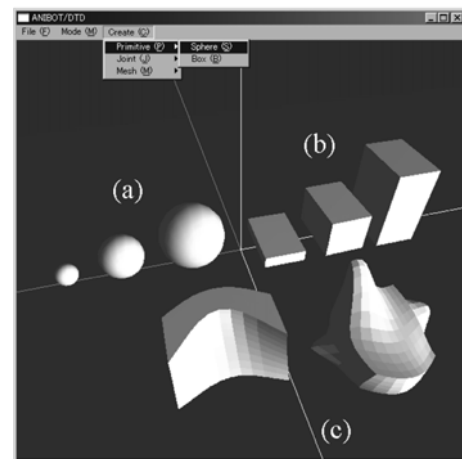 ANIBOT/DTD
File (F) Mode (M) Create (C)
Primitive (P) Sphere (S)
Joint (J) Box (B)
Mesh (M)
(b)
(a)
(c)